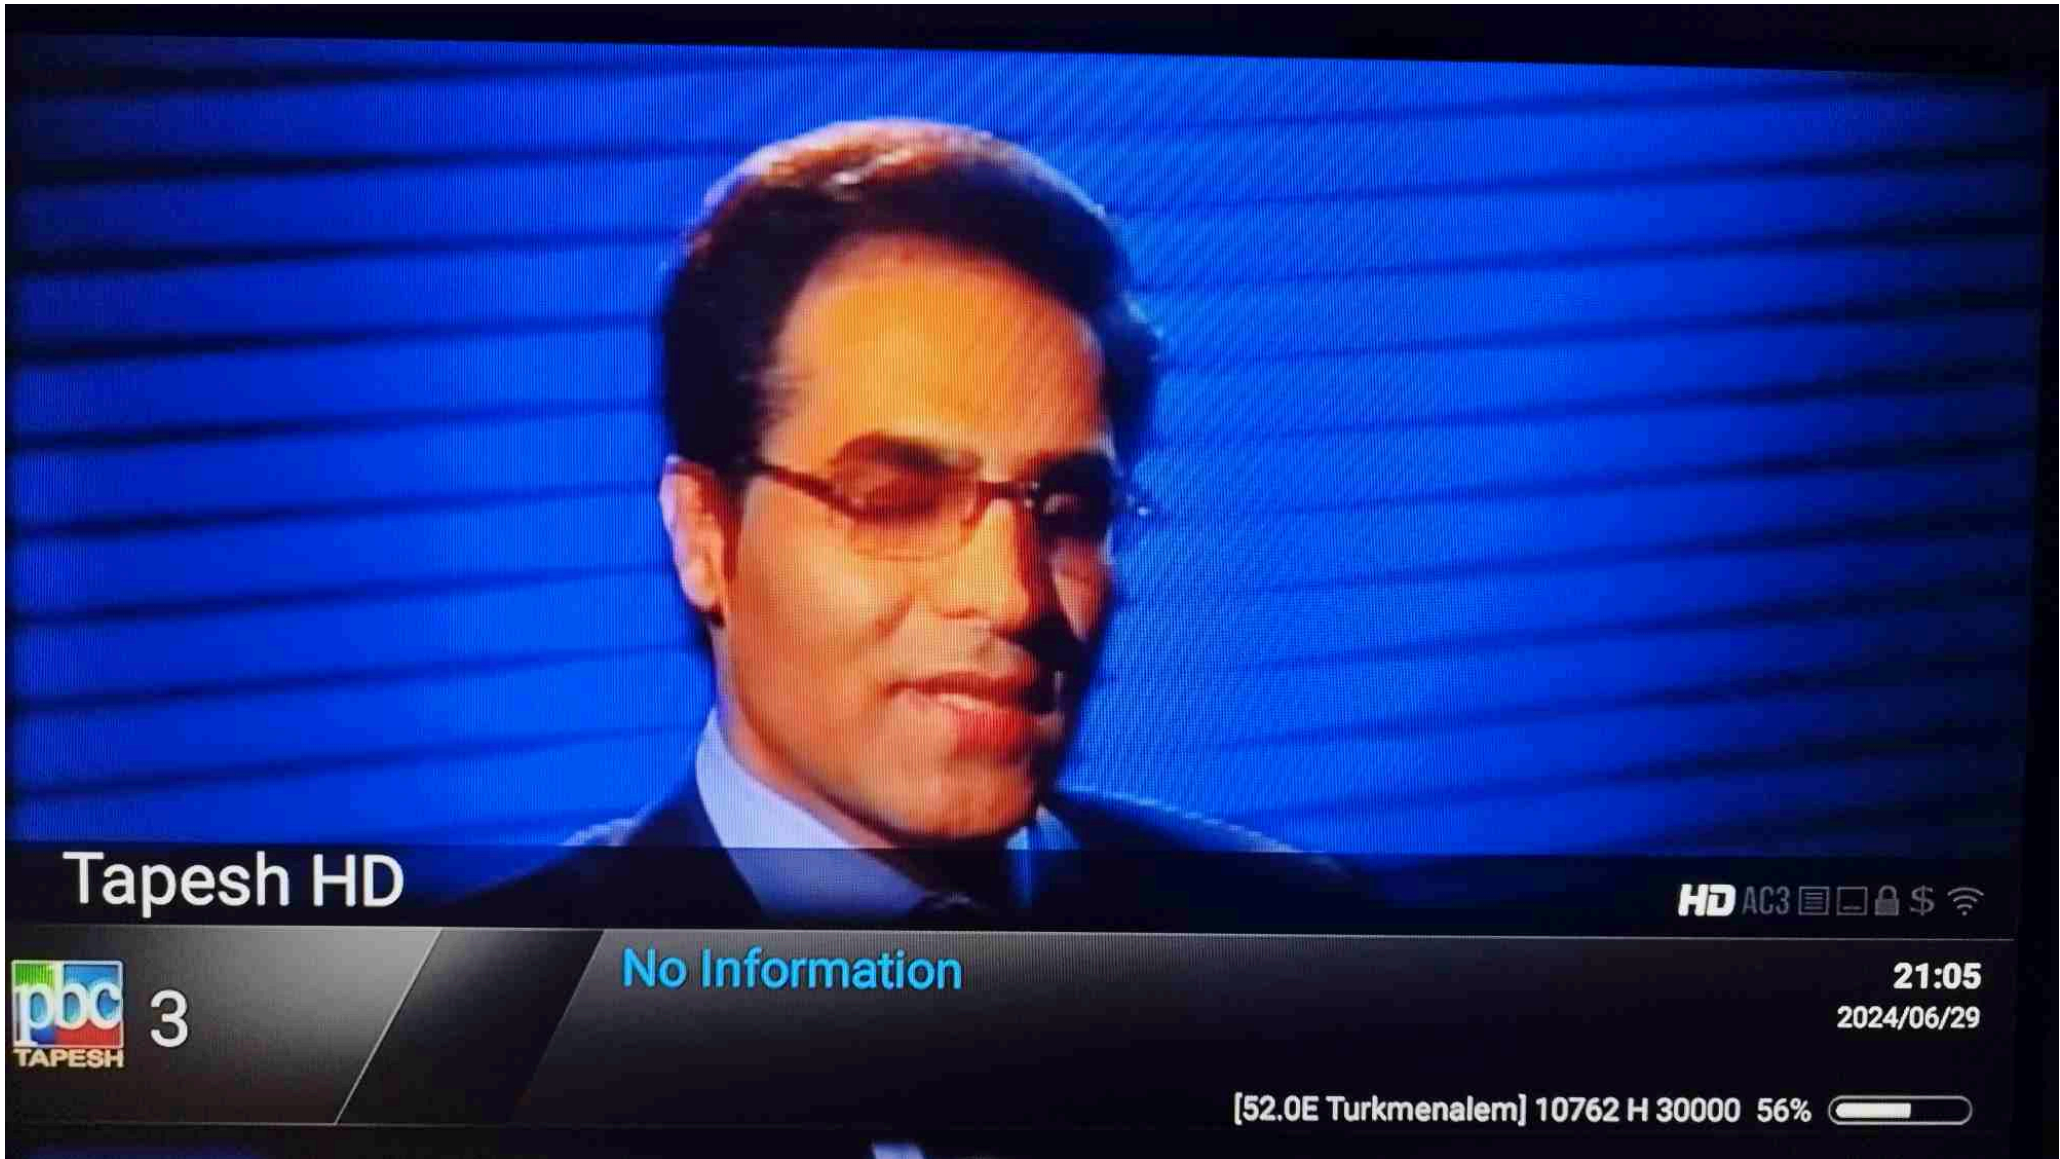 Tapesh HD
HD AC3 $
pbc
TAPESH
3
No Information
21:05
2024/06/29
[52.0E Turkmenalem] 10762 H 30000 56%